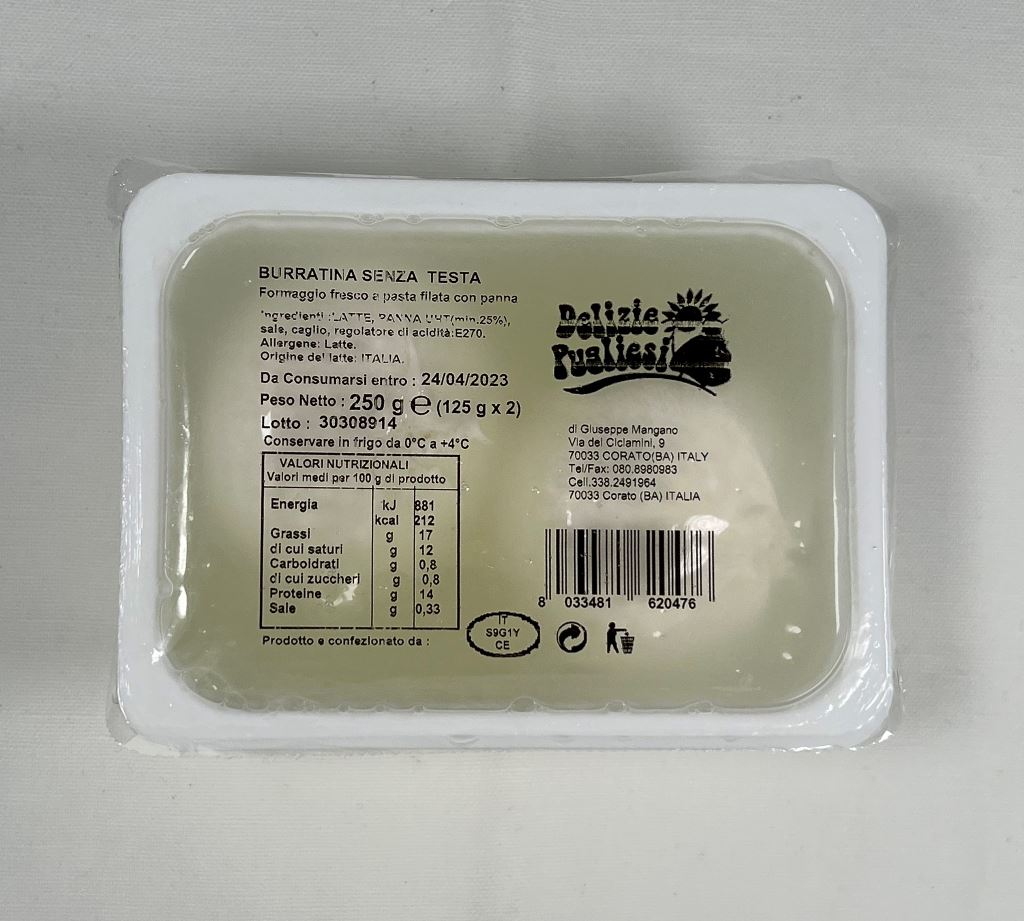 BURRATINA SENZA TESTA
Formaggio fresco a pasta filata con panna
Ingredienti :LATTE, PANNA UHT(min.25%),
sale, caglio, regolatore di acidità:E270.
Allergene: Latte.
Origine del latte: ITALIA.
Da Consumarsi entro : 24/04/2023
Peso Netto : 250 g ℮ (125 g x 2)
Lotto : 30308914
Conservare in frigo da 0°C a +4°C
VALORI NUTRIZIONALI
Valori medi per 100 g di prodotto
Energia kJ 881
kcal 212
Grassi g 17
di cui saturi g 12
Carboidrati g 0,8
di cui zuccheri g 0,8
Proteine g 14
Sale g 0,33
Prodotto e confezionato da :
IT
S9G1Y
CE
Delizie
Pugliesi
di Giuseppe Mangano
Via dei Ciclamini, 9
70033 CORATO(BA) ITALY
Tel/Fax: 080.8980983
Cell.338.2491964
70033 Corato (BA) ITALIA
8 033481 620476